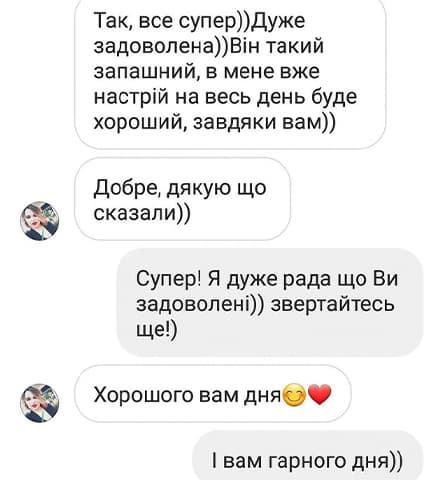 Так, все супер))Дуже
задоволена))Він такий
запашний, в мене вже
настрій на весь день буде
хороший, завдяки вам))
Добре, дякую що
сказали))
Супер! Я дуже рада що Ви
задоволені)) звертайтесь
ще!)
Хорошого вам дня😊❤️
І вам гарного дня))